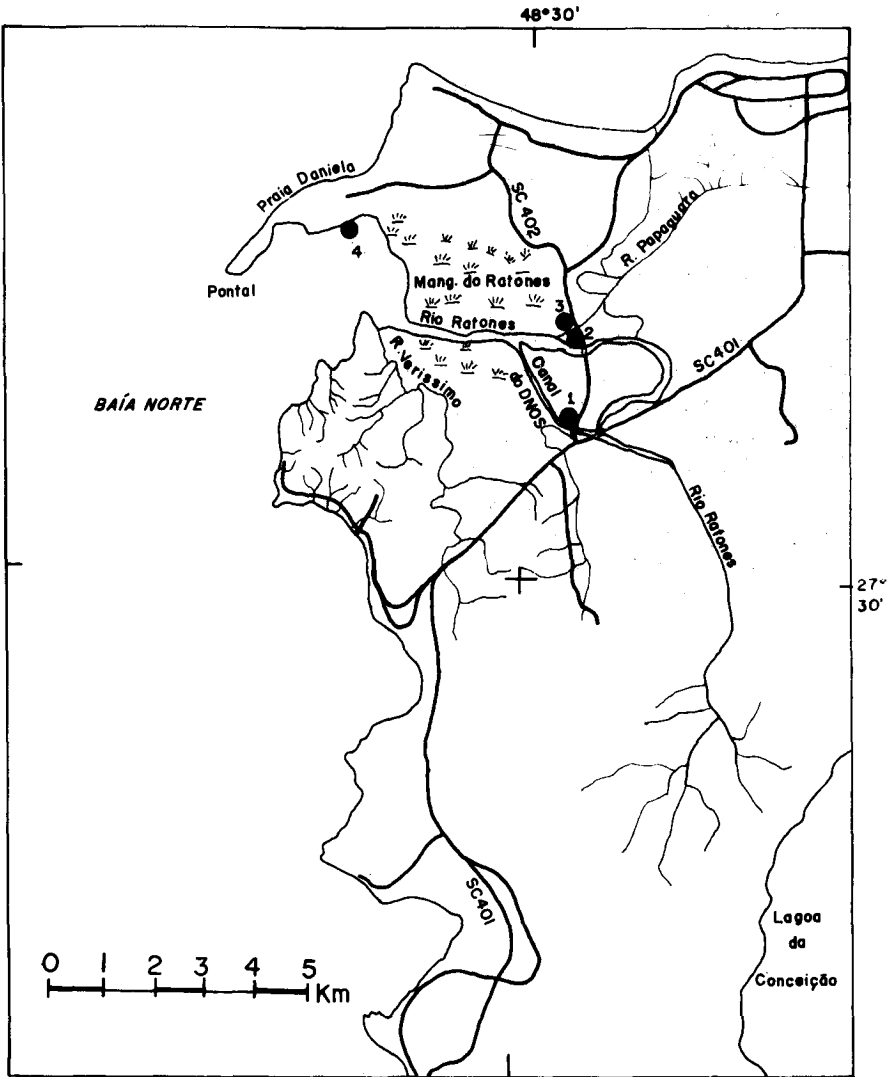 48°30'
Praia Daniela
SC 402
R. Papaquara
4
Pontal
Mang. do Ratones
3
Rio Ratones
2
R. Verissimo
Canal
do DNOS
SC401
1
BAÍA NORTE
Rio Ratones
27°
30'
SC401
Lagoa
da
Conceição
0 1 2 3 4 5
Km